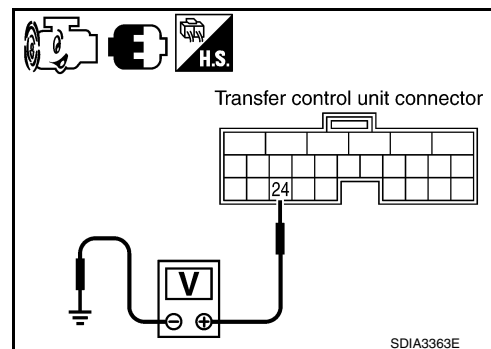 H.S.
Transfer control unit connector
24
V
− +
SDIA3363E